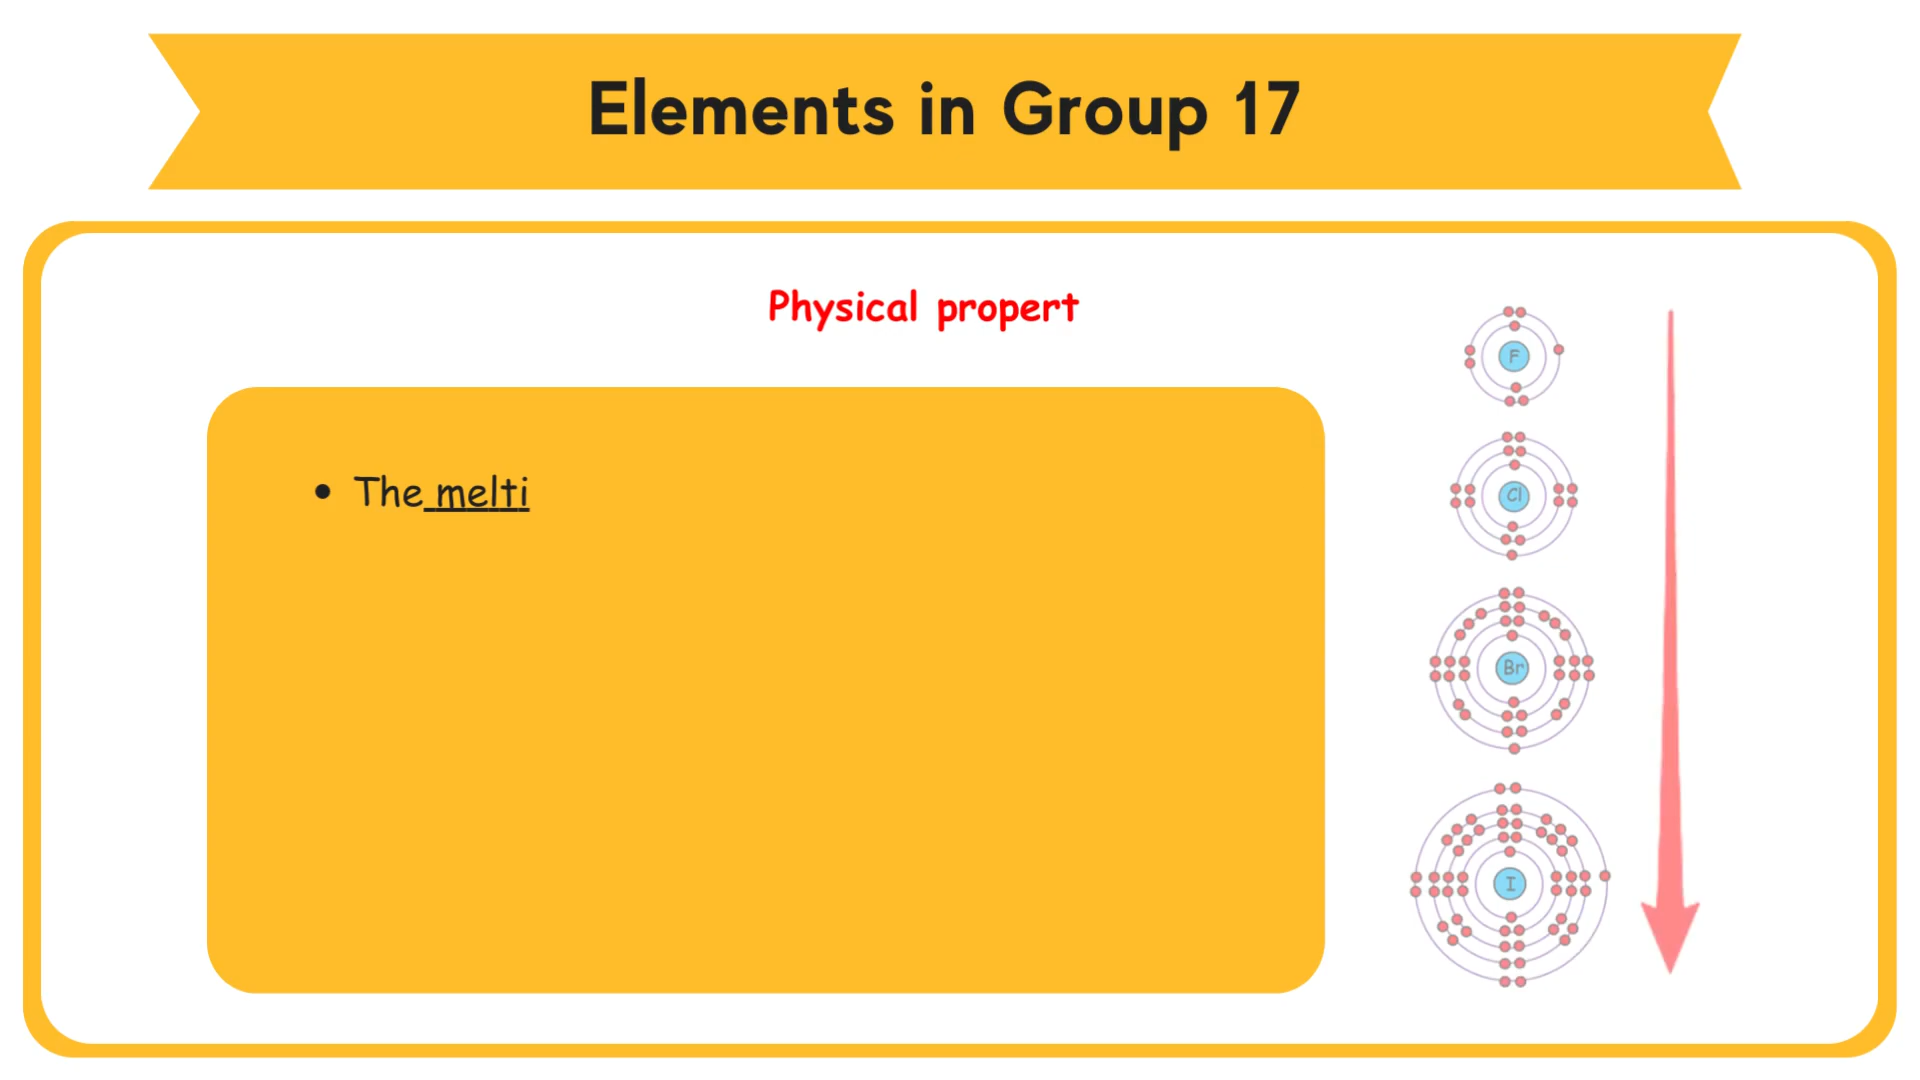 Elements in Group 17
Physical propert
• The melti
F
Cl
Br
I